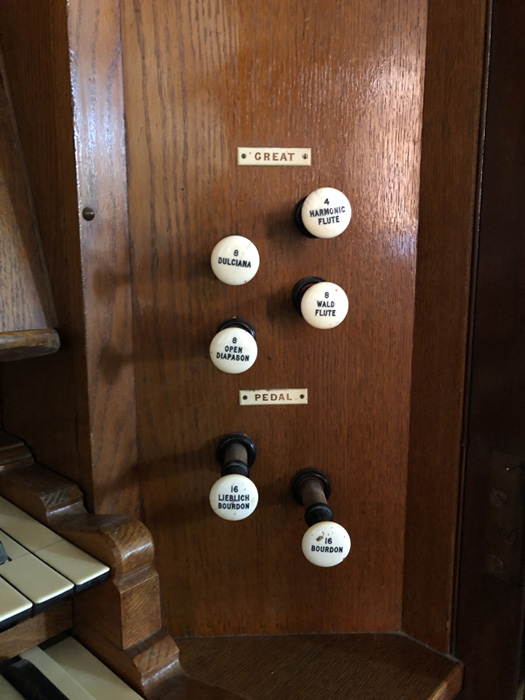 GREAT
4
HARMONIC
FLUTE
8
DULCIANA
8
WALD
FLUTE
8
OPEN
DIAPASON
PEDAL
16
LIEBLICH
BOURDON
16
BOURDON